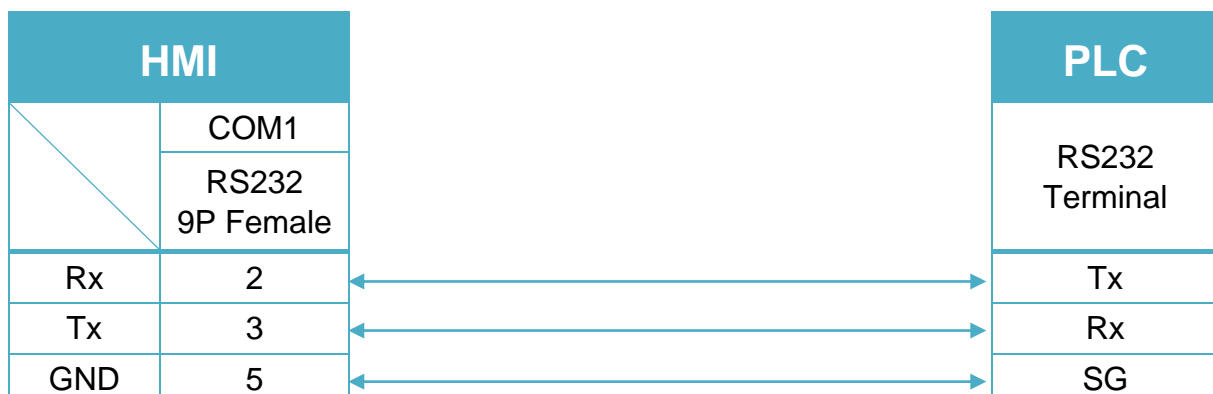 HMI PLC
COM1
RS232
9P Female
RS232
Terminal
Rx 2 Tx
Tx 3 Rx
GND 5 SG